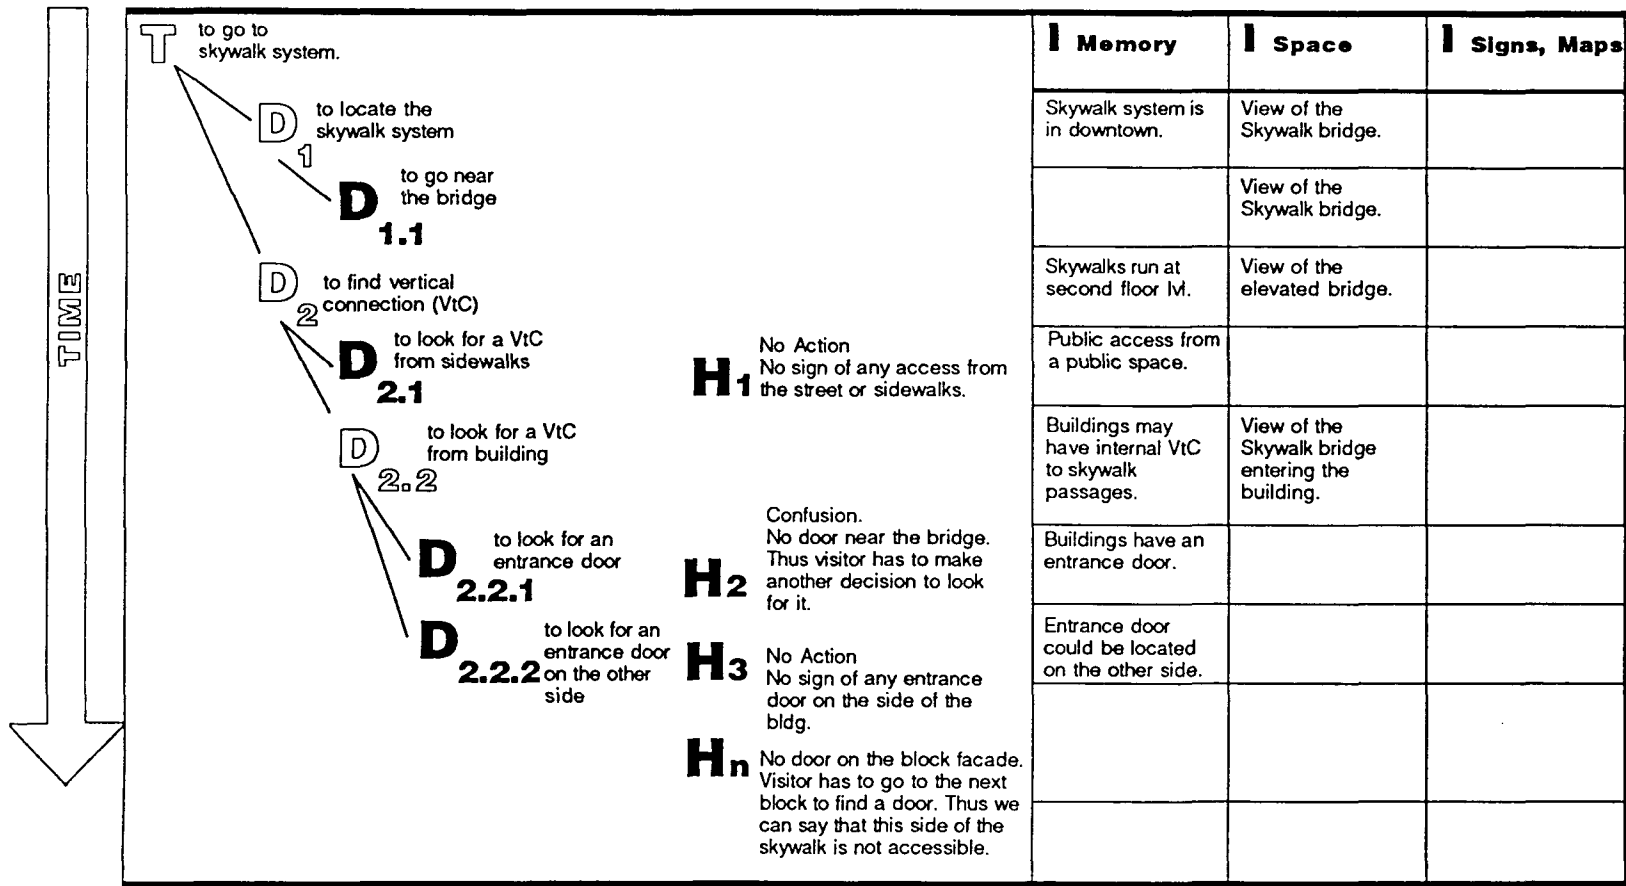 TIME
T to go to
skywalk system.
D1 to locate the
skywalk system
D1.1 to go near
the bridge
D2 to find vertical
connection (VtC)
D2.1 to look for a VtC
from sidewalks
D2.2 to look for a VtC
from building
D2.2.1 to look for an
entrance door
D2.2.2 to look for an
entrance door
on the other
side
H1 No Action
No sign of any access from
the street or sidewalks.
H2 Confusion.
No door near the bridge.
Thus visitor has to make
another decision to look
for it.
H3 No Action
No sign of any entrance
door on the side of the
bldg.
Hn No door on the block facade.
Visitor has to go to the next
block to find a door. Thus we
can say that this side of the
skywalk is not accessible.
I Memory
I Space
I Signs, Maps
Skywalk system is
in downtown.
View of the
Skywalk bridge.
View of the
Skywalk bridge.
Skywalks run at
second floor lvl.
View of the
elevated bridge.
Public access from
a public space.
Buildings may
have internal VtC
to skywalk
passages.
View of the
Skywalk bridge
entering the
building.
Buildings have an
entrance door.
Entrance door
could be located
on the other side.